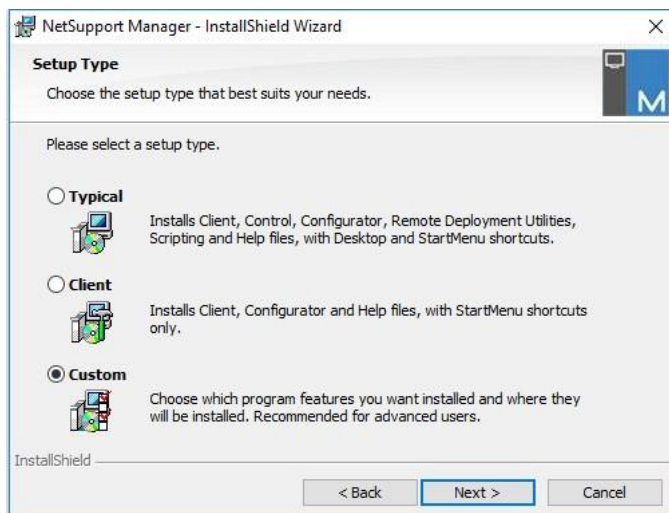 NetSupport Manager - InstallShield Wizard
Setup Type
Choose the setup type that best suits your needs.
M
Please select a setup type.
Typical
Installs Client, Control, Configurator, Remote Deployment Utilities,
Scripting and Help files, with Desktop and StartMenu shortcuts.
Client
Installs Client, Configurator and Help files, with StartMenu shortcuts
only.
Custom
Choose which program features you want installed and where they
will be installed. Recommended for advanced users.
InstallShield
< Back Next > Cancel